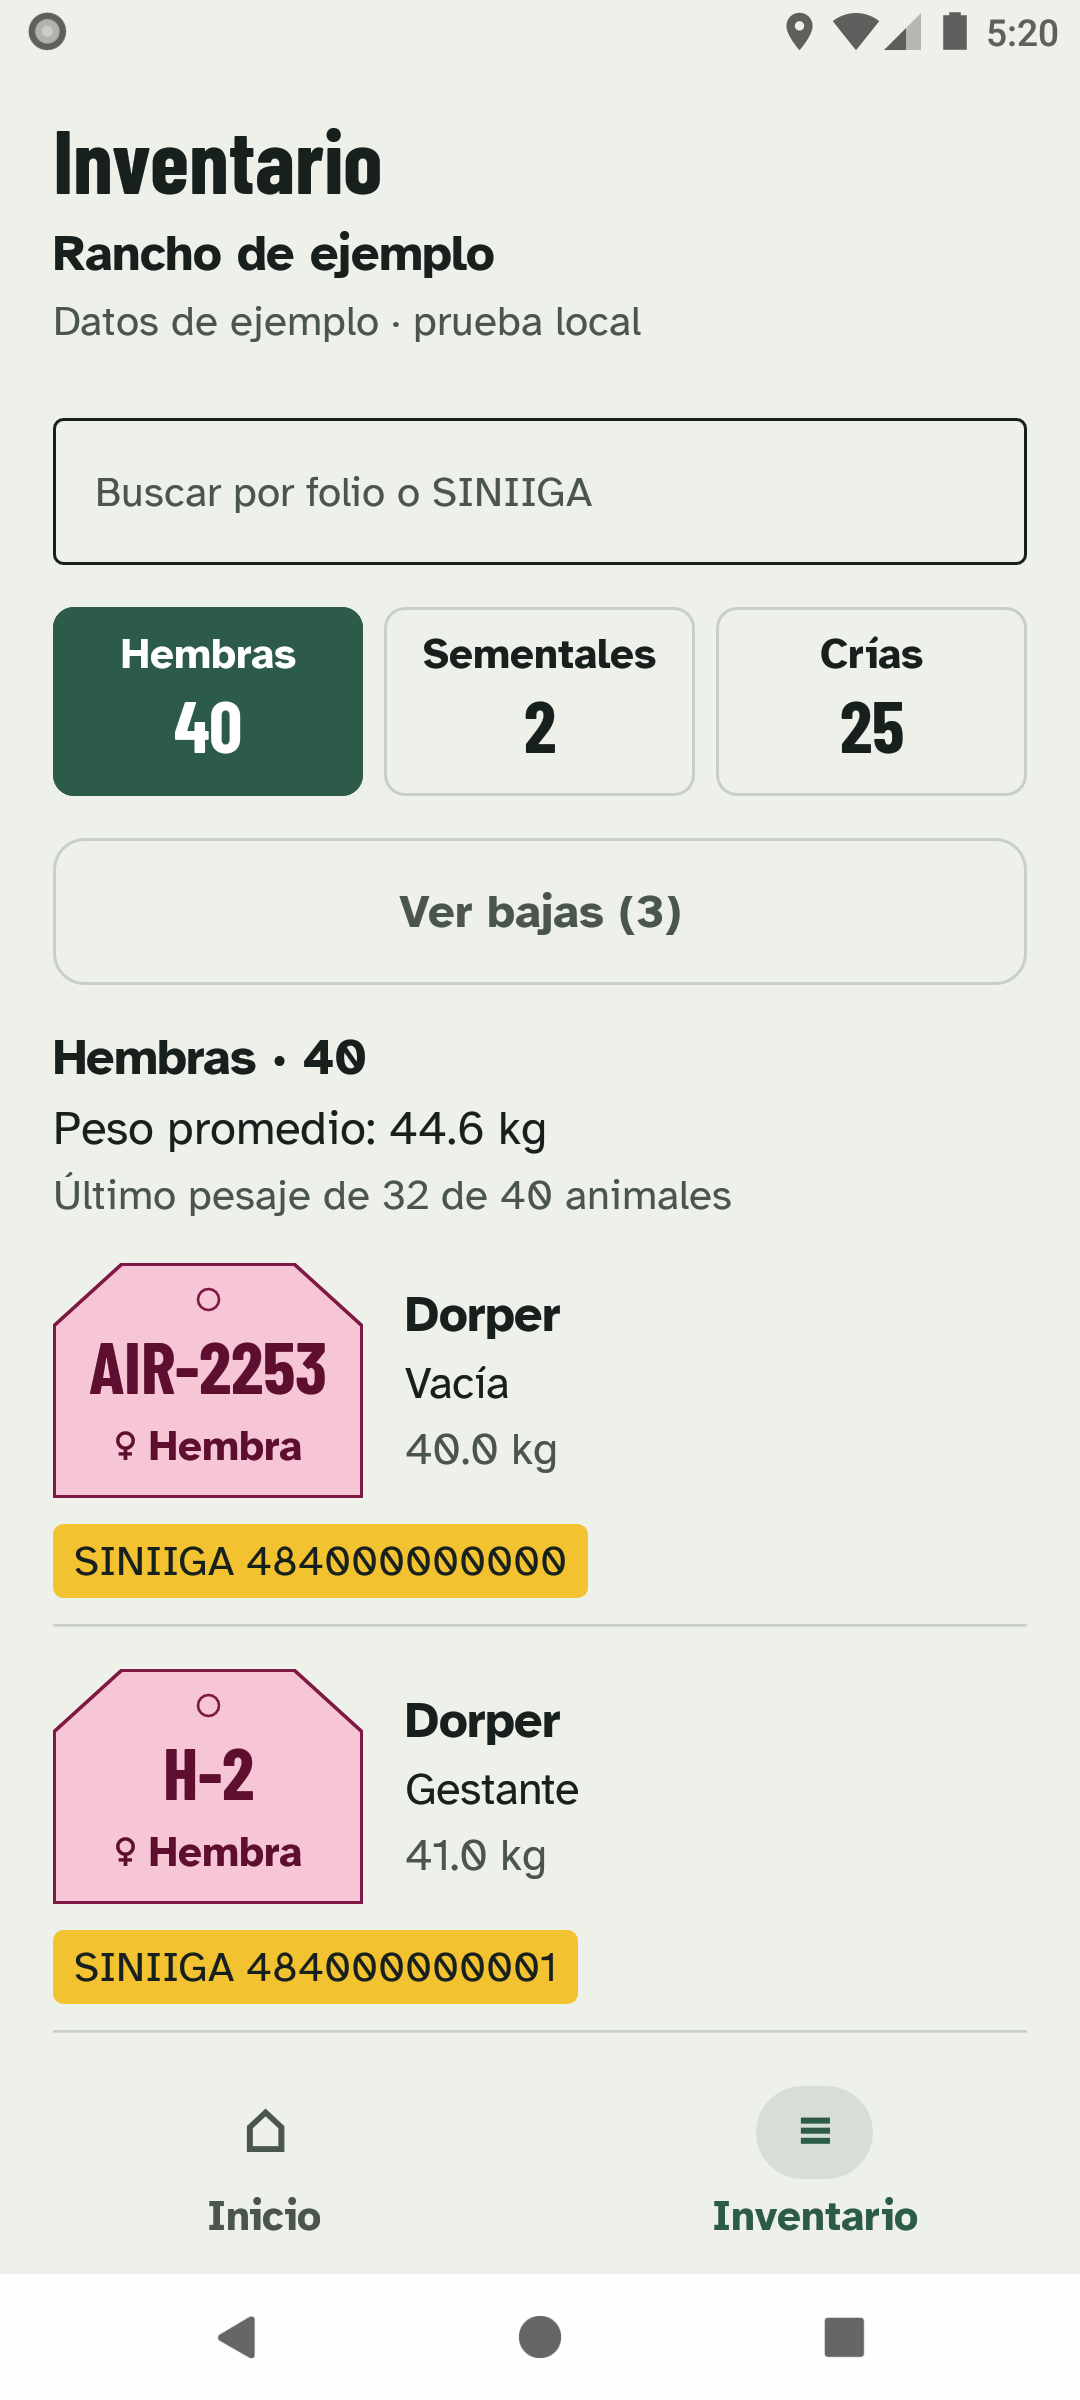 5:20
Inventario
Rancho de ejemplo
Datos de ejemplo · prueba local
Buscar por folio o SINIIGA
Hembras
40
Sementales
2
Crías
25
Ver bajas (3)
Hembras · 40
Peso promedio: 44.6 kg
Último pesaje de 32 de 40 animales
AIR-2253
♀ Hembra
Dorper
Vacía
40.0 kg
SINIIGA 484000000000
H-2
♀ Hembra
Dorper
Gestante
41.0 kg
SINIIGA 484000000001
Inicio
Inventario